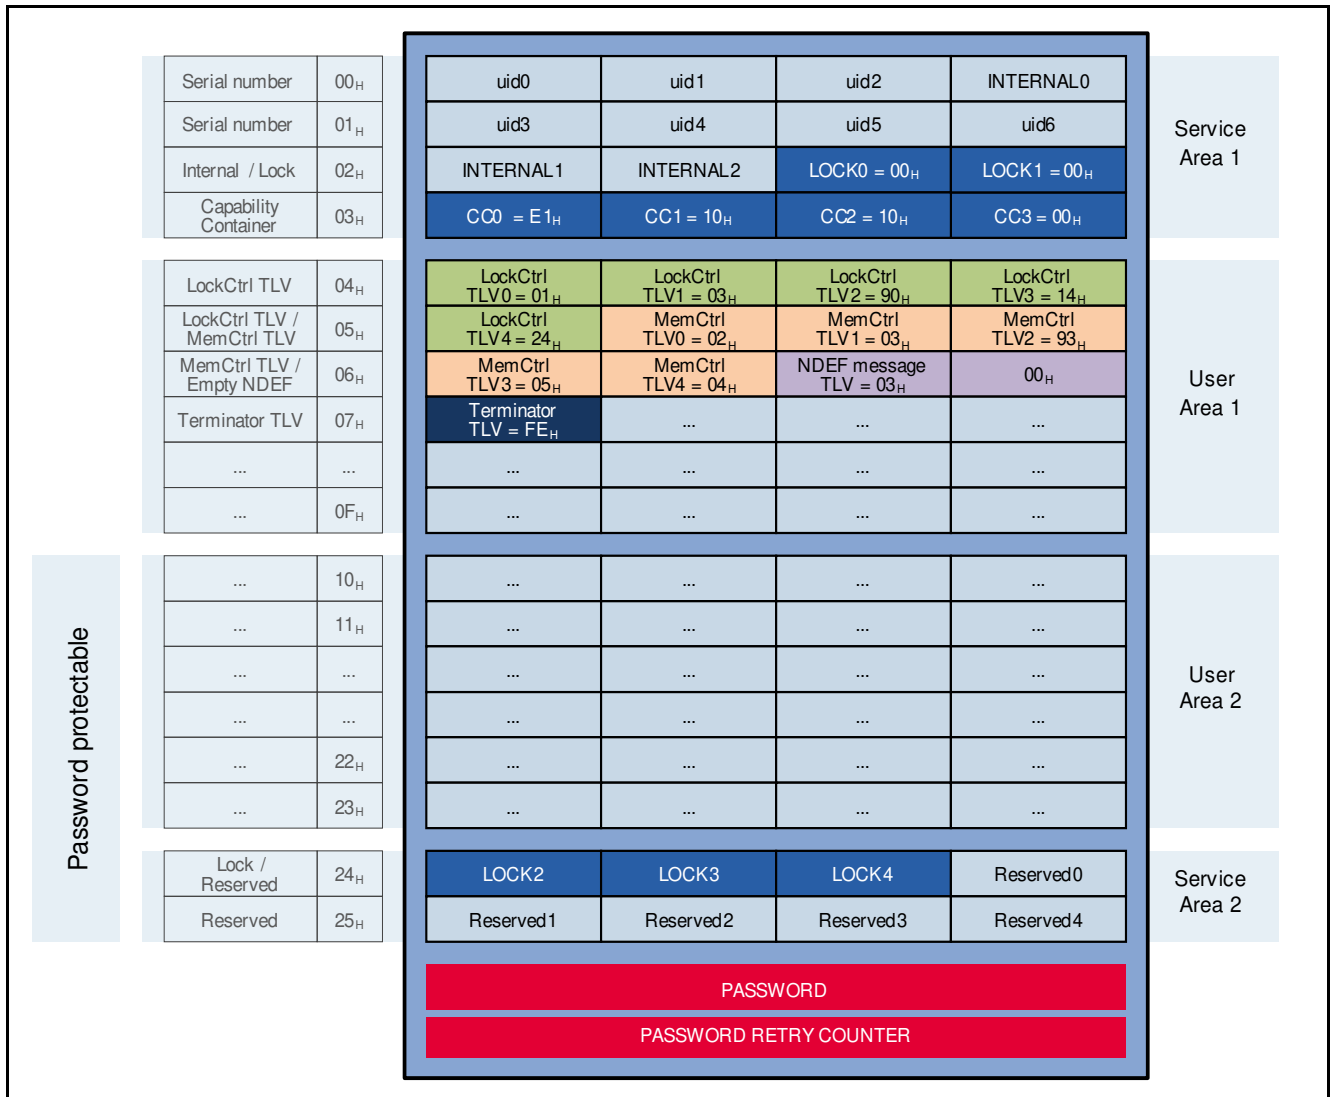 Serial number 00H uid0 uid1 uid2 INTERNAL0
Serial number 01H uid3 uid4 uid5 uid6
Service
Area 1
Internal / Lock 02H INTERNAL1 INTERNAL2 LOCK0 = 00H LOCK1 = 00H
Capability
Container
03H CC0 = E1H CC1 = 10H CC2 = 10H CC3 = 00H
LockCtrl TLV 04H
LockCtrl
TLV0 = 01H
LockCtrl
TLV1 = 03H
LockCtrl
TLV2 = 90H
LockCtrl
TLV3 = 14H
LockCtrl TLV /
MemCtrl TLV
05H
LockCtrl
TLV4 = 24H
MemCtrl
TLV0 = 02H
MemCtrl
TLV1 = 03H
MemCtrl
TLV2 = 93H
MemCtrl TLV /
Empty NDEF
06H
MemCtrl
TLV3 = 05H
MemCtrl
TLV4 = 04H
NDEF message
TLV = 03H
00H
User
Area 1
Terminator TLV 07H
Terminator
TLV = FEH
... ... ...
... ... ... ... ... ...
... 0FH ... ... ... ...
Password protectable
... 10H ... ... ... ...
... 11H ... ... ... ...
... ... ... ... ... ...
User
Area 2
... ... ... ... ... ...
... 22H ... ... ... ...
... 23H ... ... ... ...
Lock /
Reserved
24H LOCK2 LOCK3 LOCK4 Reserved0
Service
Area 2
Reserved 25H Reserved1 Reserved2 Reserved3 Reserved4
PASSWORD
PASSWORD RETRY COUNTER